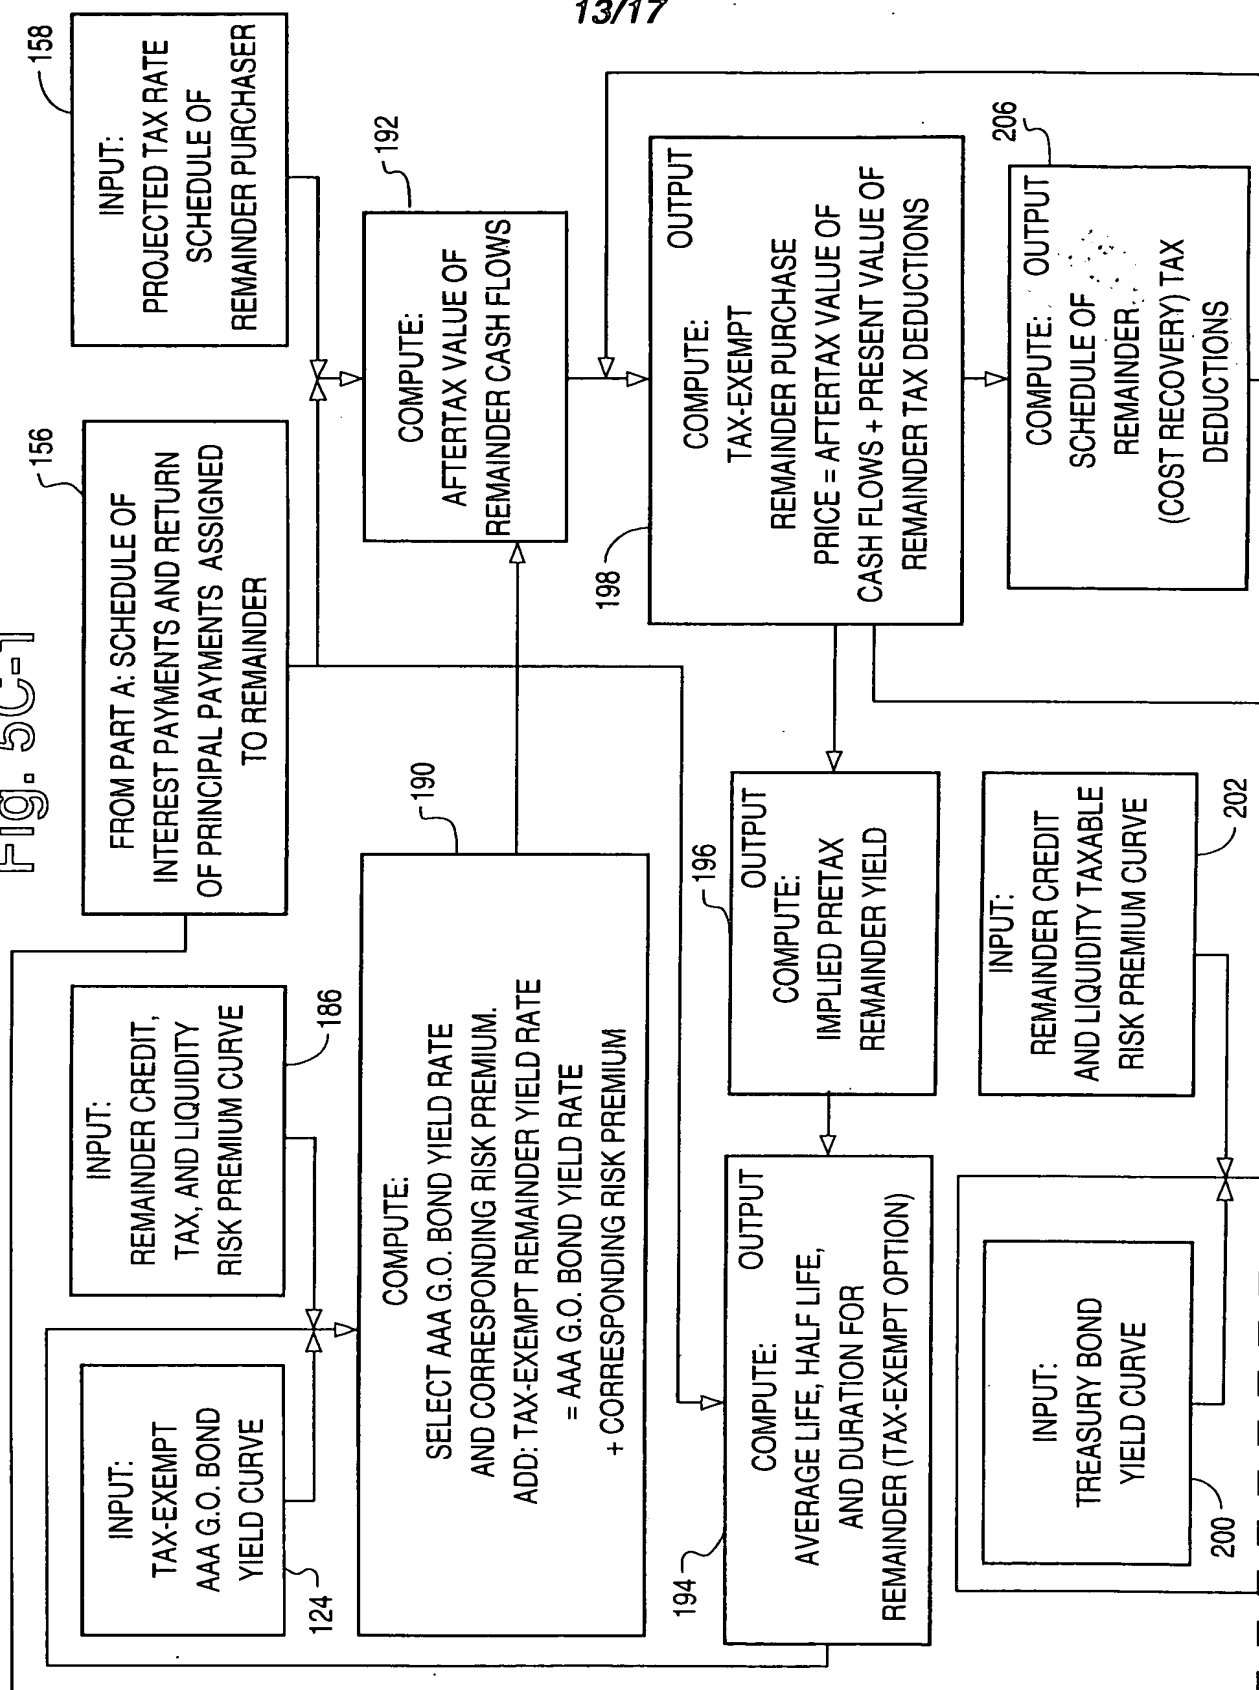 13/17
Fig. 5C-1
INPUT:
TAX-EXEMPT
AAA G.O. BOND
YIELD CURVE
124
INPUT:
REMAINDER CREDIT,
TAX, AND LIQUIDITY
RISK PREMIUM CURVE
186
FROM PART A: SCHEDULE OF
INTEREST PAYMENTS AND RETURN
OF PRINCIPAL PAYMENTS ASSIGNED
TO REMAINDER
156
INPUT:
PROJECTED TAX RATE
SCHEDULE OF
REMAINDER PURCHASER
158
COMPUTE:
SELECT AAA G.O. BOND YIELD RATE
AND CORRESPONDING RISK PREMIUM.
ADD: TAX-EXEMPT REMAINDER YIELD RATE
= AAA G.O. BOND YIELD RATE
+ CORRESPONDING RISK PREMIUM
190
COMPUTE:
AFTERTAX VALUE OF
REMAINDER CASH FLOWS
192
COMPUTE: OUTPUT
AVERAGE LIFE, HALF LIFE,
AND DURATION FOR
REMAINDER (TAX-EXEMPT OPTION)
194
OUTPUT
COMPUTE:
IMPLIED PRETAX
REMAINDER YIELD
196
COMPUTE: OUTPUT
TAX-EXEMPT
REMAINDER PURCHASE
PRICE = AFTERTAX VALUE OF
CASH FLOWS + PRESENT VALUE OF
REMAINDER TAX DEDUCTIONS
198
INPUT:
TREASURY BOND
YIELD CURVE
200
INPUT:
REMAINDER CREDIT
AND LIQUIDITY TAXABLE
RISK PREMIUM CURVE
202
COMPUTE: OUTPUT
SCHEDULE OF
REMAINDER
(COST RECOVERY) TAX
DEDUCTIONS
206